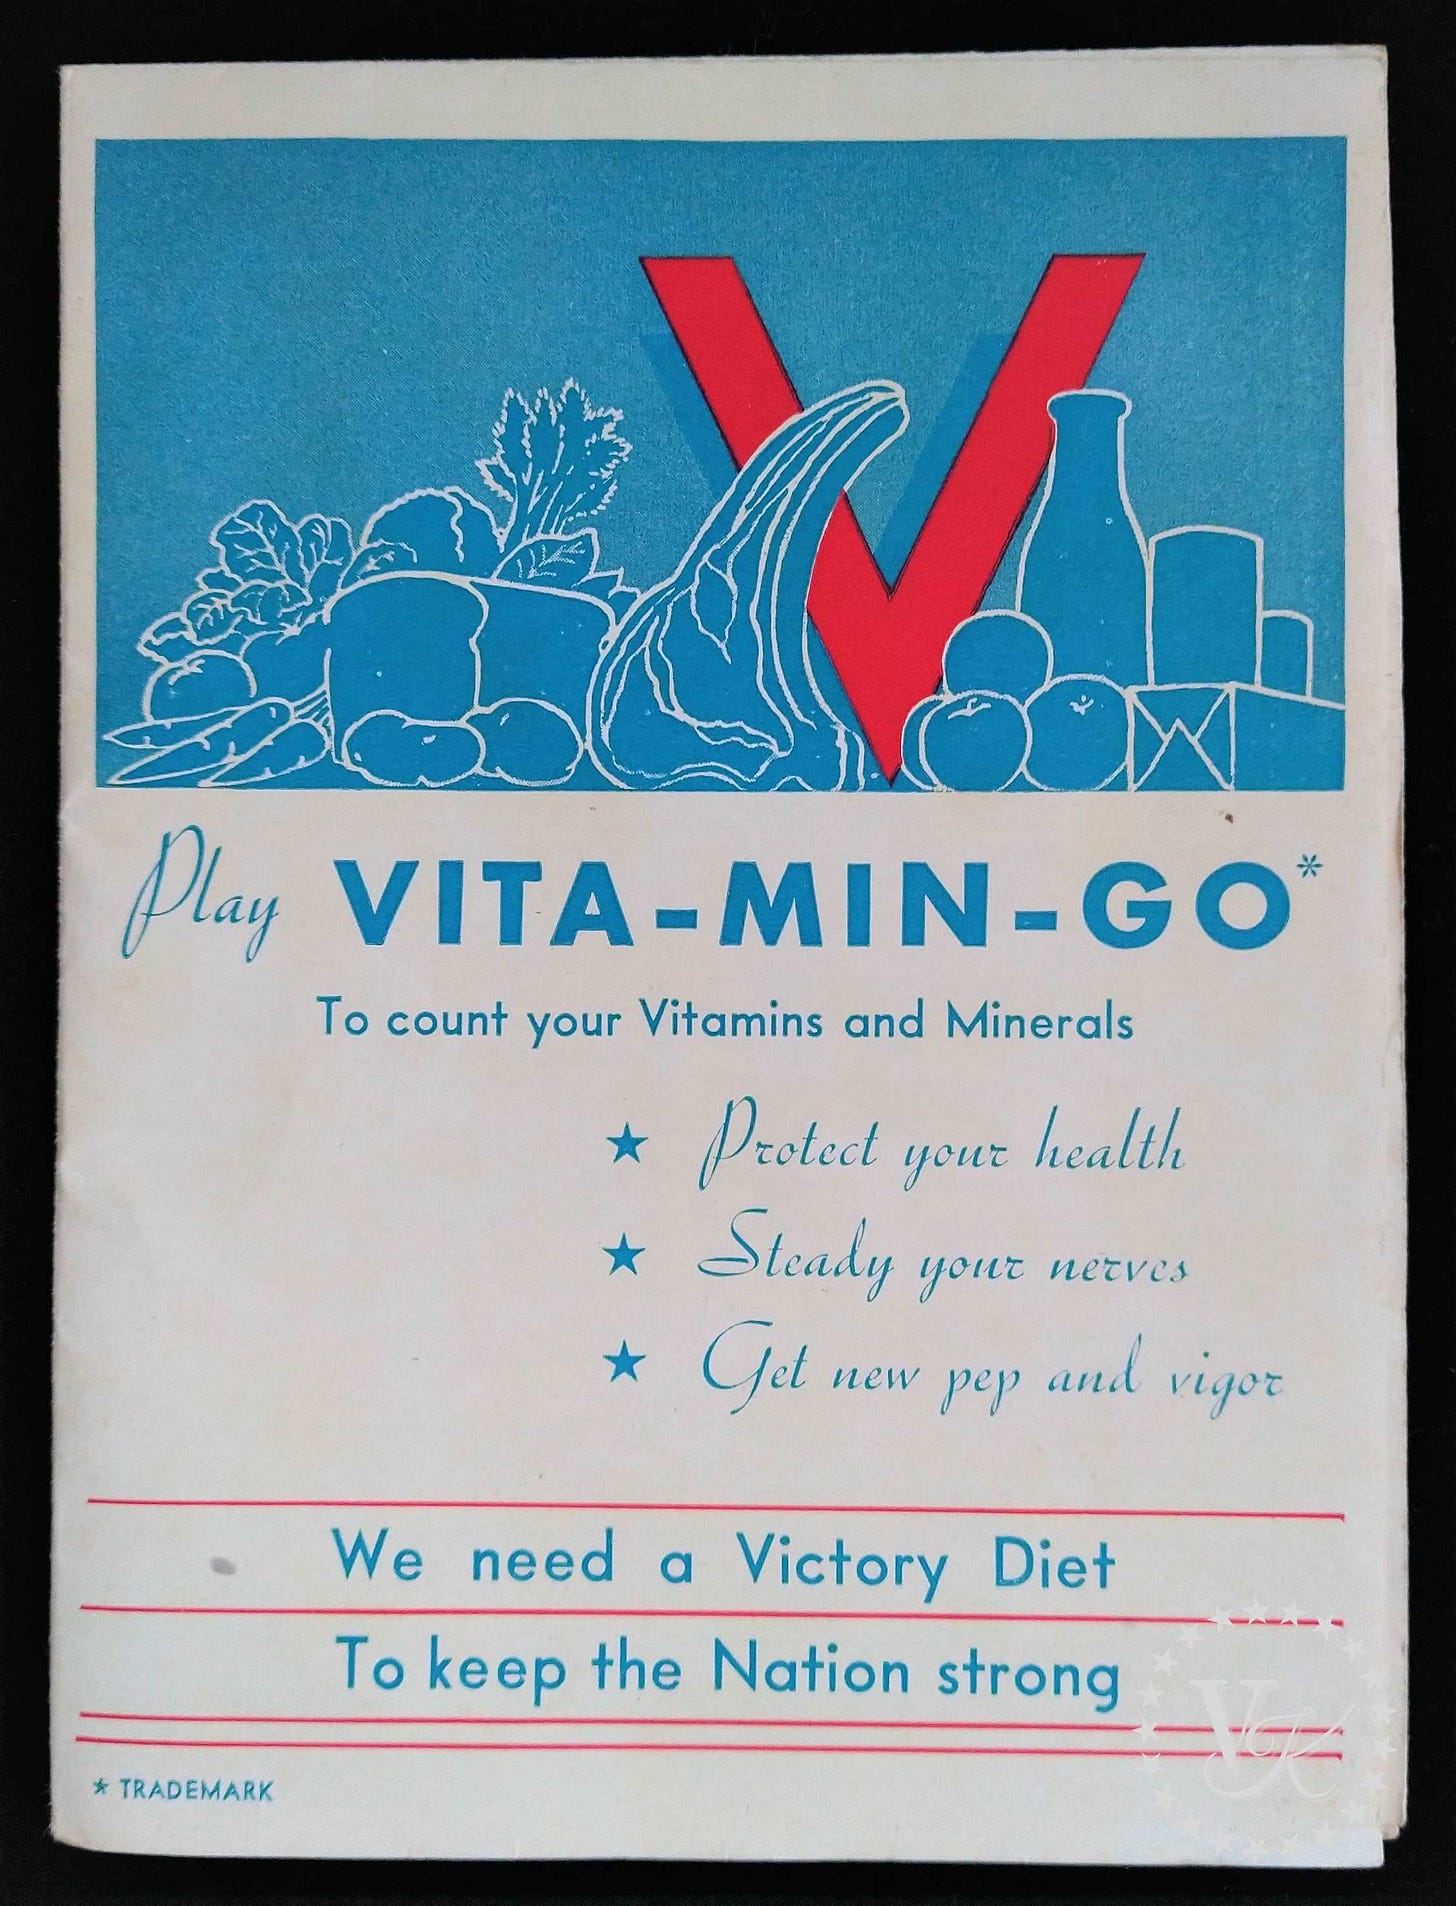 Play VITA-MIN-GO*
To count your Vitamins and Minerals
★ Protect your health
★ Steady your nerves
★ Get new pep and vigor
We need a Victory Diet
To keep the Nation strong
* TRADEMARK
VK